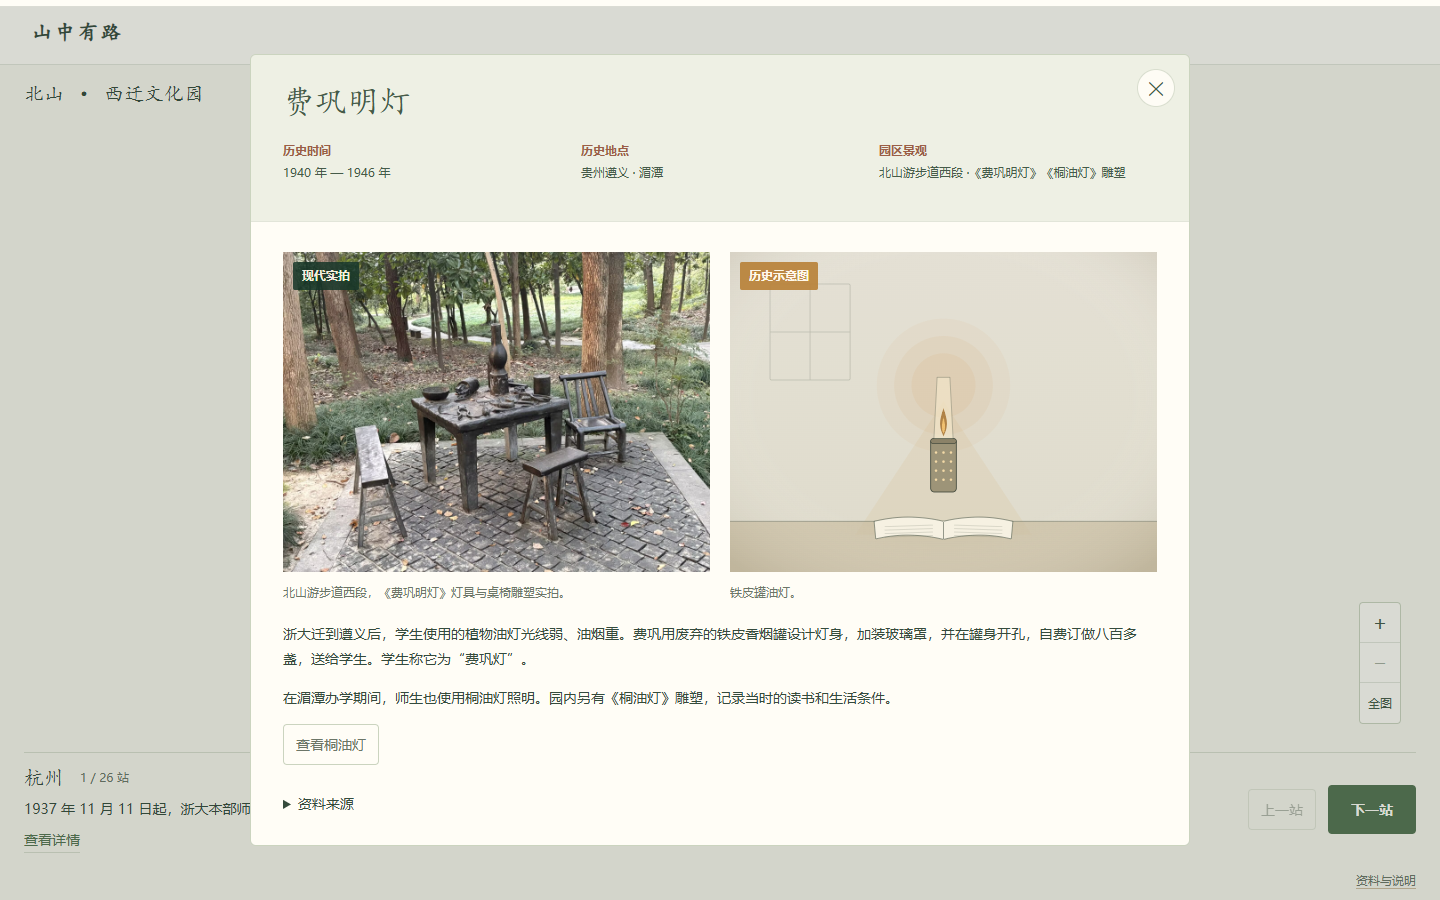 山中有路
北山 • 西迁文化园
费巩明灯
历史时间
1940 年 — 1946 年
历史地点
贵州遵义 · 湄潭
园区景观
北山游步道西段 ·《费巩明灯》《桐油灯》雕塑
现代实拍
历史示意图
北山游步道西段，《费巩明灯》灯具与桌椅雕塑实拍。
铁皮罐油灯。
浙大迁到遵义后，学生使用的植物油灯光线弱、油烟重。费巩用废弃的铁皮香烟罐设计灯身，加装玻璃罩，并在罐身开孔，自费订做八百多
盏，送给学生。学生称它为“费巩灯”。
在湄潭办学期间，师生也使用桐油灯照明。园内另有《桐油灯》雕塑，记录当时的读书和生活条件。
查看桐油灯
资料来源
+
−
全图
杭州 1 / 26 站
1937 年 11 月 11 日起，浙大本部师
查看详情
上一站
下一站
资料与说明